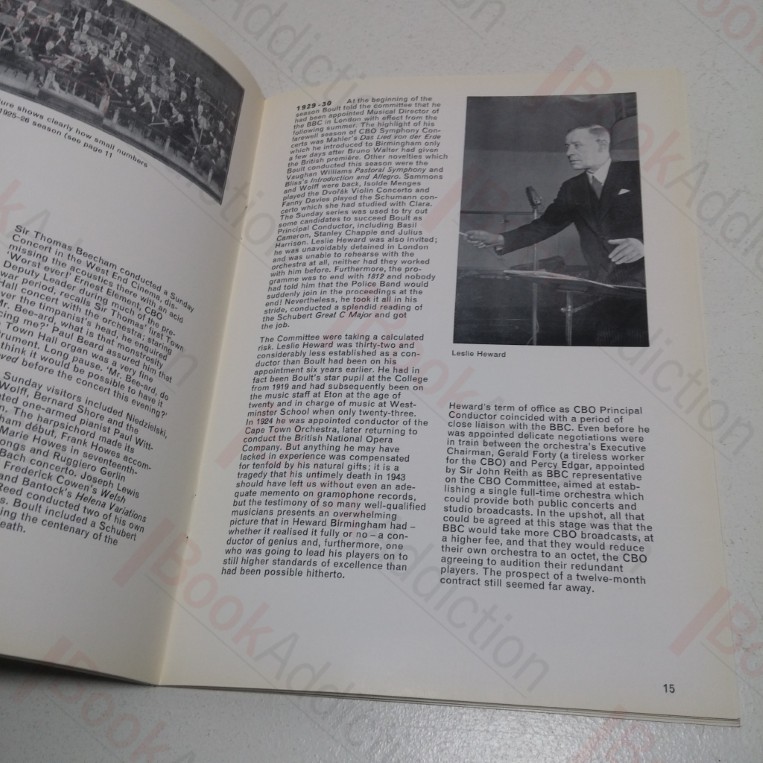 ure shows clearly how small numbers
1925-26 season (see page 11
Sir Thomas Beecham conducted a Sunday
Concert in the West End Cinema, dis-
missing the acoustics there with an acid
'Worst ever!' Ernest Element, CBO
Deputy Leader during much of the pre-
war period, recalls Sir Thomas' last Town
Hall concert with the orchestra; staring
ver the timpanist's head, he enquired
f 'Mr. Bee-ard, what is that monstrosity
cing me?' Paul Beard assured him that
Town Hall organ was a very fine
trument. Long pause. 'Mr. Bee-ard, do
think it would be possible to have it
oved before the concert this evening?'
Sunday visitors included Niedzielski,
Wolff, Bernard Shore and the
ted one-armed pianist Paul Witt-
n. The harpsichord made its
ham début, Frank Howes accom-
Marie Howes in seventeenth-
ongs and Ruggiero Gerlin
Bach concerto. Joseph Lewis
Frederick Cowen's Welsh
and Bantock's Helena Variations
Reed conducted two of his own
s. Boult included a Schubert
ing the centenary of the
eath.
1929-30 At the beginning of the
season Boult told the committee that he
had been appointed Musical Director of
the BBC in London with effect from the
following summer. The highlight of his
farewell season of CBO Symphony Con-
certs was Mahler's Das Lied von der Erde
which he introduced to Birmingham only
a few days after Bruno Walter had given
the British première. Other novelties which
Boult conducted this season were the
Vaughan Williams Pastoral Symphony and
Bliss's Introduction and Allegro. Sammons
and Wolff were back, Isolde Menges
played the Dvořák Violin Concerto and
Fanny Davies played the Schumann con-
certo which she had studied with Clara.
The Sunday series was used to try out
some candidates to succeed Boult as
Principal Conductor, including Basil
Cameron, Stanley Chapple and Julius
Harrison. Leslie Heward was also invited;
he was unavoidably detained in London
and was unable to rehearse with the
orchestra at all, neither had they worked
with him before. Furthermore, the pro-
gramme was to end with 1812 and nobody
had told him that the Police Band would
suddenly join in the proceedings at the
end! Nevertheless, he took it all in his
stride, conducted a splendid reading of
the Schubert Great C Major and got
the job.
The Committee were taking a calculated
risk. Leslie Heward was thirty-two and
considerably less established as a con-
ductor than Boult had been on his
appointment six years earlier. He had in
fact been Boult's star pupil at the College
from 1919 and had subsequently been on
the music staff at Eton at the age of
twenty and in charge of music at West-
minster School when only twenty-three.
In 1924 he was appointed conductor of the
Cape Town Orchestra, later returning to
conduct the British National Opera
Company. But anything he may have
lacked in experience was compensated
for tenfold by his natural gifts; it is a
tragedy that his untimely death in 1943
should have left us without even an ade-
quate memento on gramophone records,
but the testimony of so many well-qualified
musicians presents an overwhelming
picture that in Heward Birmingham had –
whether it realised it fully or no – a con-
ductor of genius and, furthermore, one
who was going to lead his players on to
still higher standards of excellence than
had been possible hitherto.
Leslie Heward
Heward's term of office as CBO Principal
Conductor coincided with a period of
close liaison with the BBC. Even before he
was appointed delicate negotiations were
in train between the orchestra's Executive
Chairman, Gerald Forty (a tireless worker
for the CBO) and Percy Edgar, appointed
by Sir John Reith as BBC representative
on the CBO Committee, aimed at estab-
lishing a single full-time orchestra which
could provide both public concerts and
studio broadcasts. In the upshot, all that
could be agreed at this stage was that the
BBC would take more CBO broadcasts, at
a higher fee, and that they would reduce
their own orchestra to an octet, the CBO
agreeing to audition their redundant
players. The prospect of a twelve-month
contract still seemed far away.
15
BookAddiction